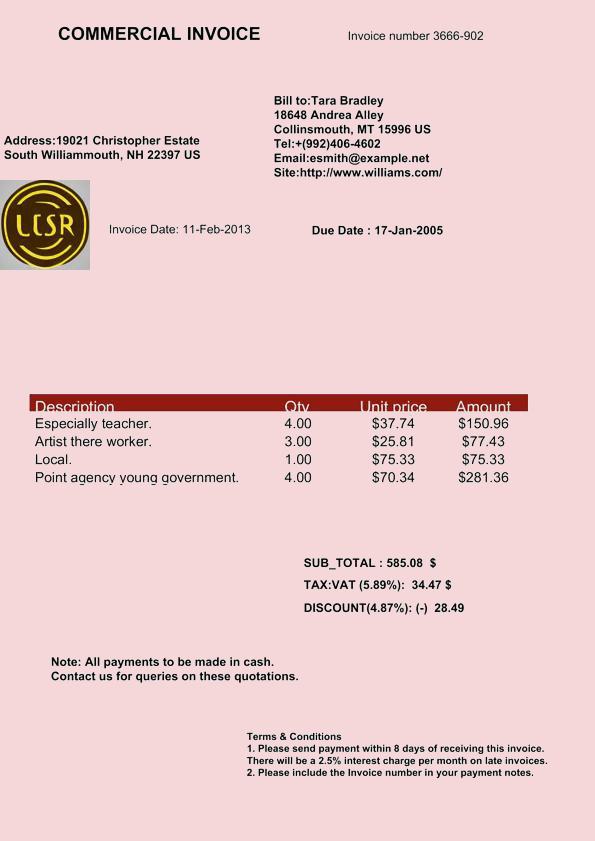 COMMERCIAL INVOICE
Invoice number 3666-902
Bill to:Tara Bradley
18648 Andrea Alley
Collinsmouth, MT 15996 US
Tel:+(992)406-4602
Email:esmith@example.net
Site:http://www.williams.com/
Address:19021 Christopher Estate
South Williammouth, NH 22397 US
Invoice Date: 11-Feb-2013
Due Date : 17-Jan-2005
Description Qty Unit price Amount
Especially teacher. 4.00 $37.74 $150.96
Artist there worker. 3.00 $25.81 $77.43
Local. 1.00 $75.33 $75.33
Point agency young government. 4.00 $70.34 $281.36
SUB_TOTAL : 585.08 $
TAX:VAT (5.89%): 34.47 $
DISCOUNT(4.87%): (-) 28.49
Note: All payments to be made in cash.
Contact us for queries on these quotations.
Terms & Conditions
1. Please send payment within 8 days of receiving this invoice.
There will be a 2.5% interest charge per month on late invoices.
2. Please include the Invoice number in your payment notes.